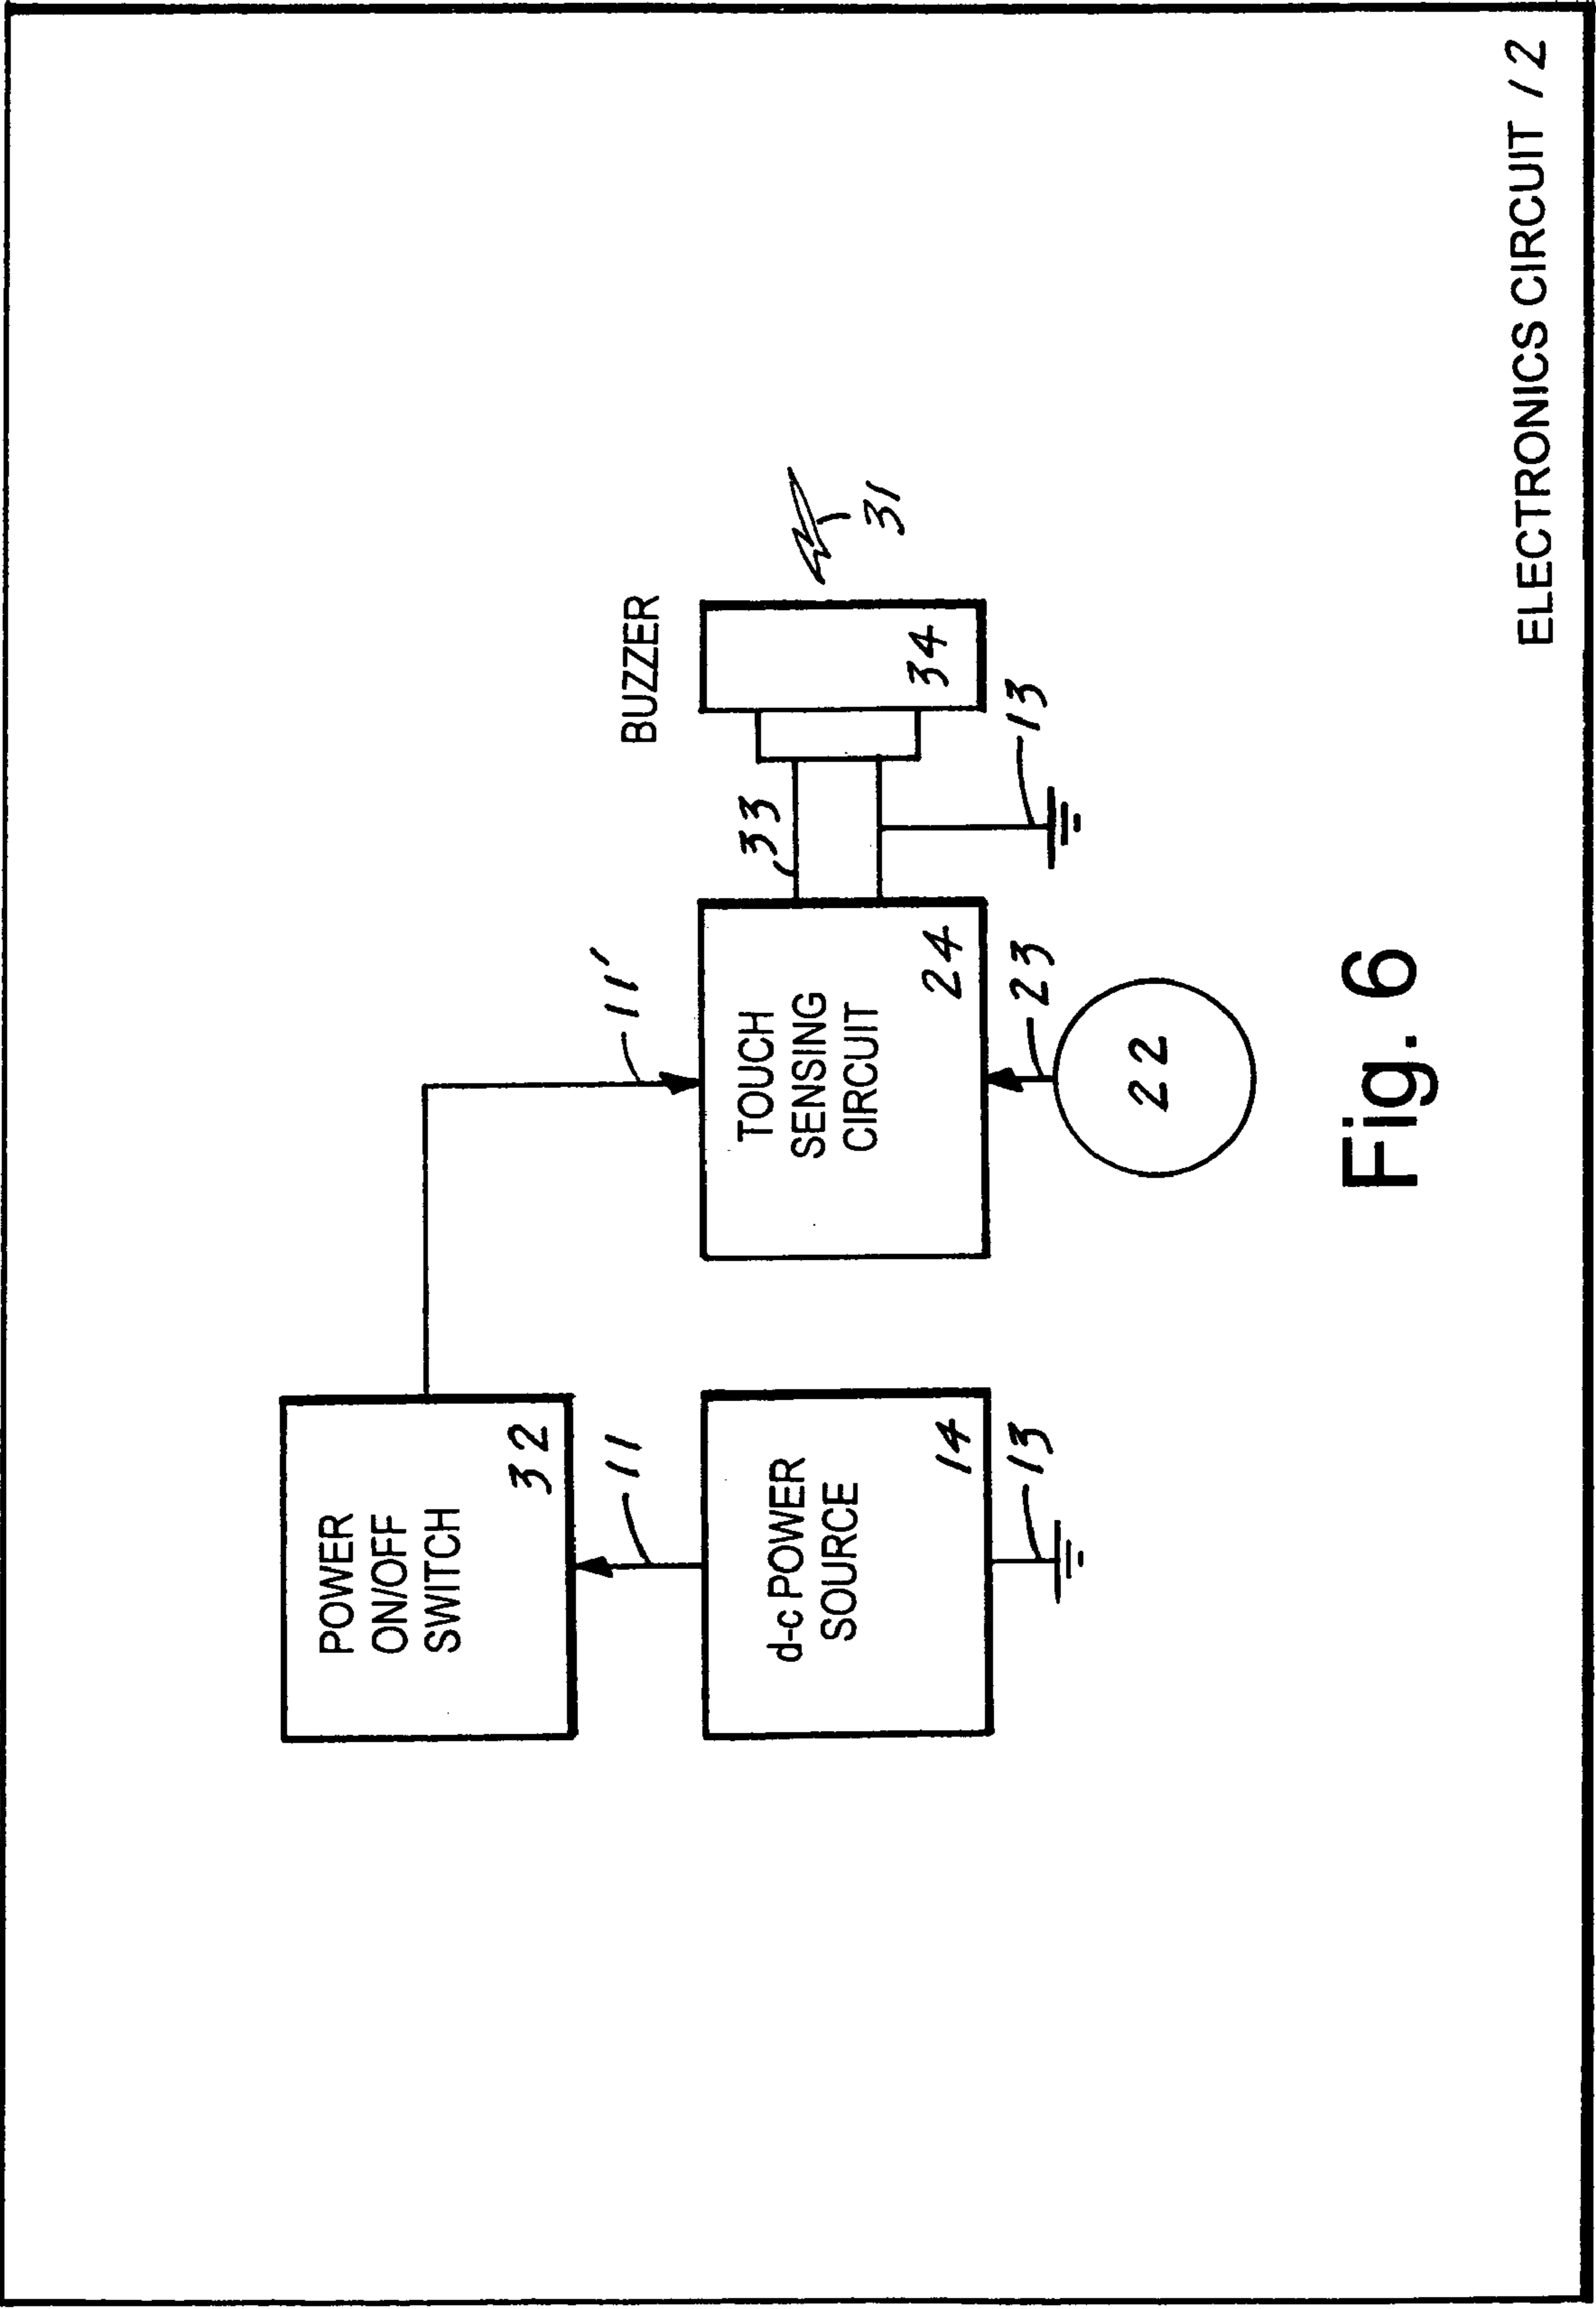 POWER
ON/OFF
SWITCH
32
11
11'
d-c POWER
SOURCE
14
13
TOUCH
SENSING
CIRCUIT
24
23
22
33
BUZZER
34
13
31
Fig. 6
ELECTRONICS CIRCUIT 12